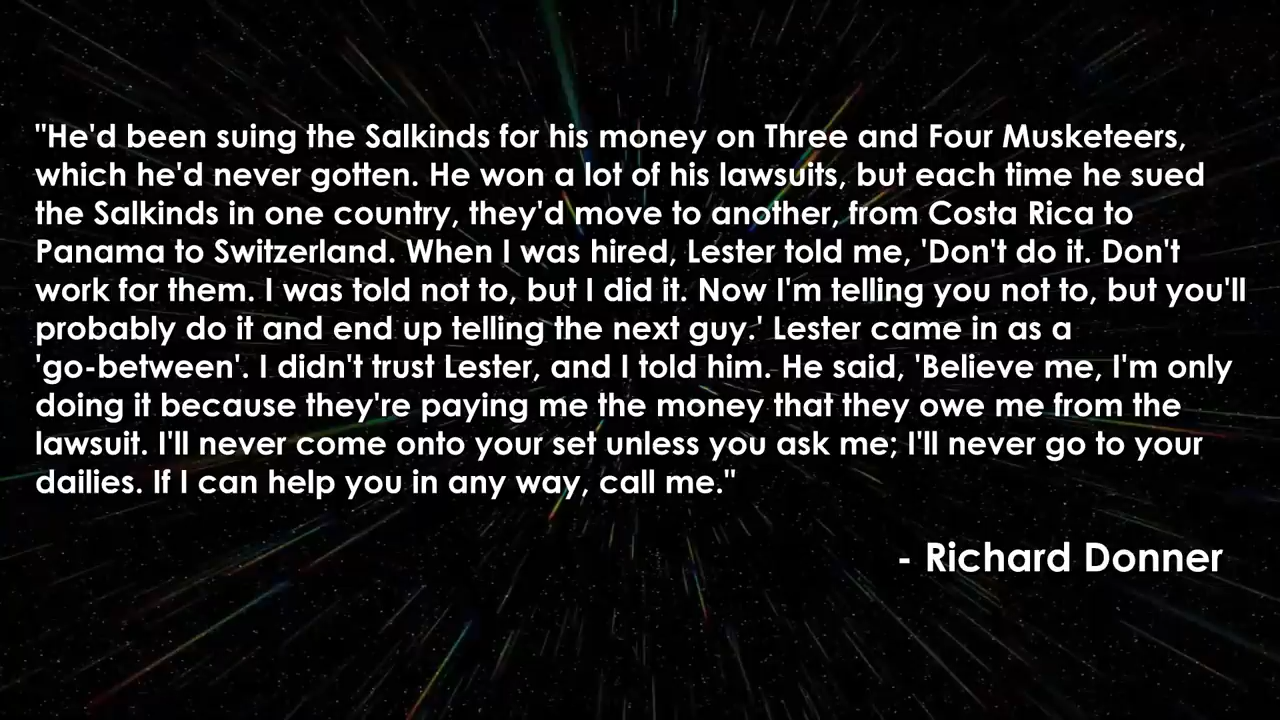 "He'd been suing the Salkinds for his money on Three and Four Musketeers,
which he'd never gotten. He won a lot of his lawsuits, but each time he sued
the Salkinds in one country, they'd move to another, from Costa Rica to
Panama to Switzerland. When I was hired, Lester told me, 'Don't do it. Don't
work for them. I was told not to, but I did it. Now I'm telling you not to, but you'll
probably do it and end up telling the next guy.' Lester came in as a
'go-between'. I didn't trust Lester, and I told him. He said, 'Believe me, I'm only
doing it because they're paying me the money that they owe me from the
lawsuit. I'll never come onto your set unless you ask me; I'll never go to your
dailies. If I can help you in any way, call me."
- Richard Donner